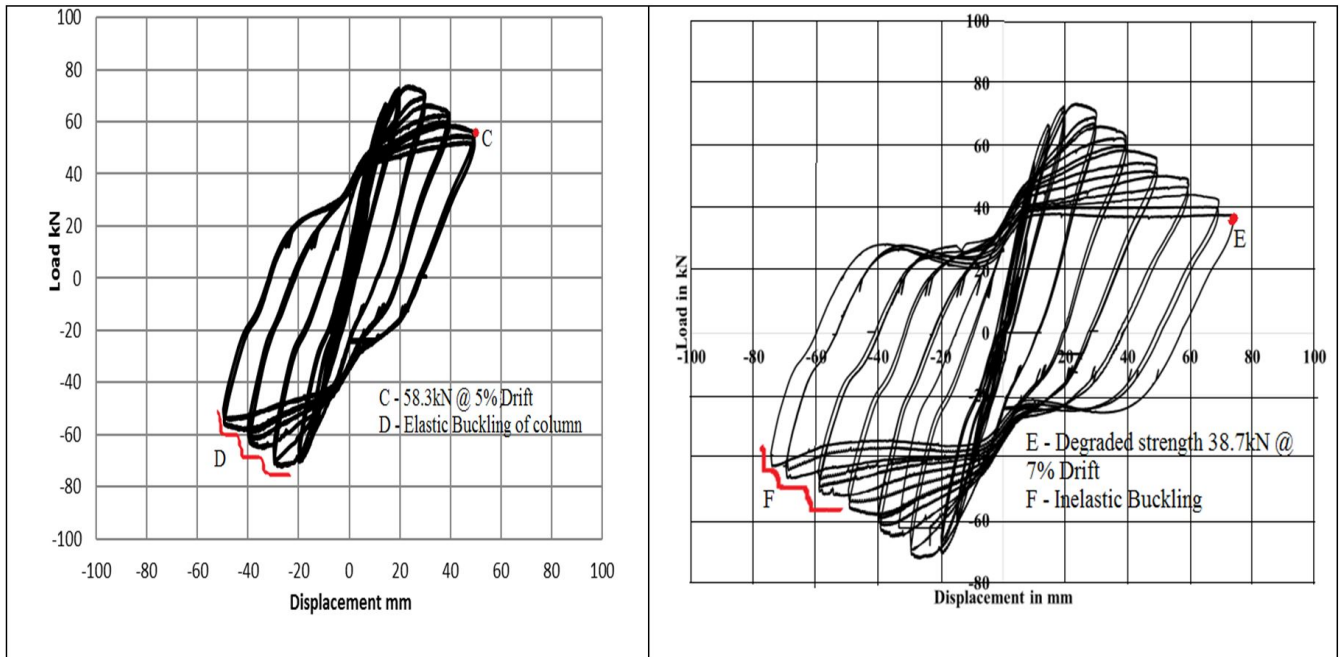 100
80
60
40
20
0
-20
-40
-60
-80
-100
Load kN
C
D
C - 58.3kN @ 5% Drift
D - Elastic Buckling of column
-100 -80 -60 -40 -20 0 20 40 60 80 100
Displacement mm
100
80
60
40
20
0
-20
-60
-80
Load in kN
-100 -80 -60 -40 -20 20 40 60 80 100
E
F
E - Degraded strength 38.7kN @
7% Drift
F - Inelastic Buckling
Displacement in mm